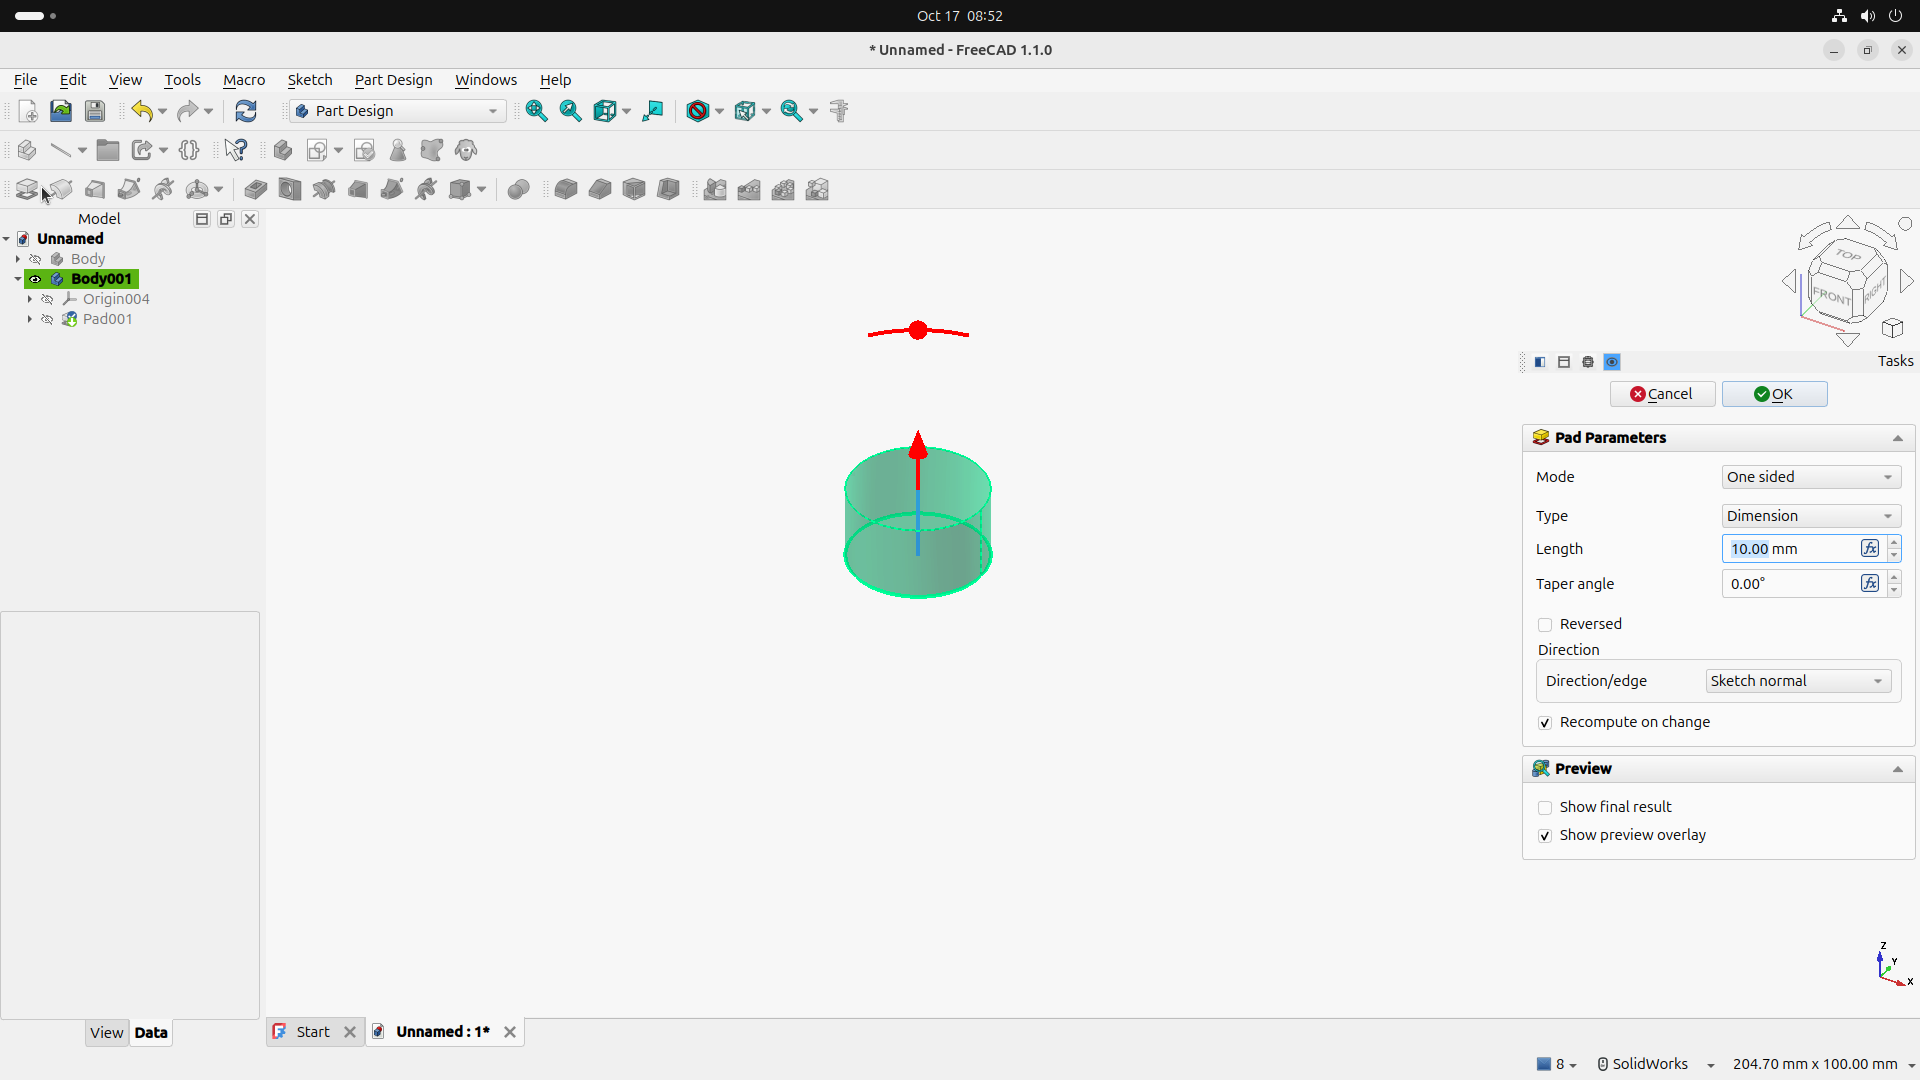 Oct 17  08:52
* Unnamed - FreeCAD 1.1.0
File Edit View Tools Macro Sketch Part Design Windows Help
Part Design
Model
Unnamed
Body
Body001
Origin004
Pad001
TOP
FRONT
RIGHT
Tasks
Cancel
OK
Pad Parameters
Mode
One sided
Type
Dimension
Length
10.00 mm
Taper angle
0.00°
Reversed
Direction
Direction/edge
Sketch normal
Recompute on change
Preview
Show final result
Show preview overlay
Z
Y
X
View
Data
Start
Unnamed : 1*
8
SolidWorks
204.70 mm x 100.00 mm